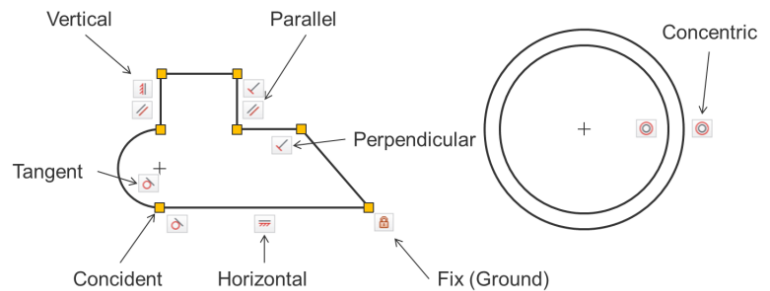 Vertical
Parallel
Concentric
Perpendicular
Tangent
Concident
Horizontal
Fix (Ground)